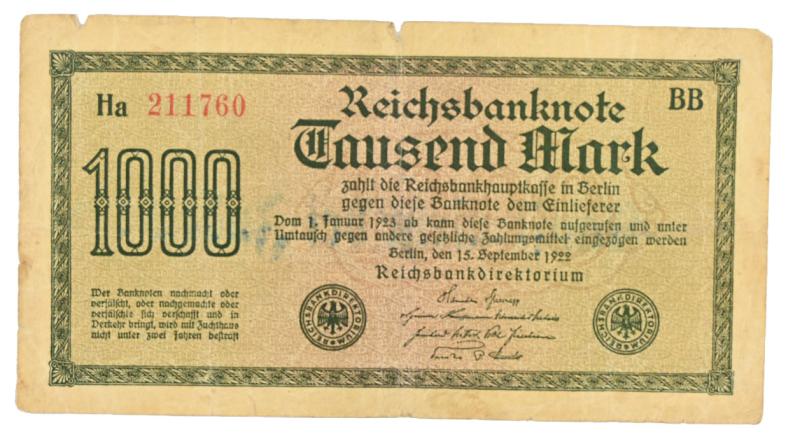 Ha 211760
BB
Reichsbanknote
Tausend Mark
1000
zahlt die Reichsbankhauptkasse in Berlin
gegen diese Banknote dem Einlieferer
Vom 1. Januar 1923 ab kann diese Banknote aufgerufen und unter
Umtausch gegen andere gesetzliche Zahlungsmittel eingezogen werden
Berlin, den 15. September 1922
Reichsbankdirektorium
Wer Banknoten nachmacht oder
verfälscht, oder nachgemachte oder
verfälschte sich verschafft und in
Verkehr bringt, wird mit Zuchthaus
nicht unter zwei Jahren bestraft
REICHSBANKDIREKTORIUM
REICHSBANKDIREKTORIUM